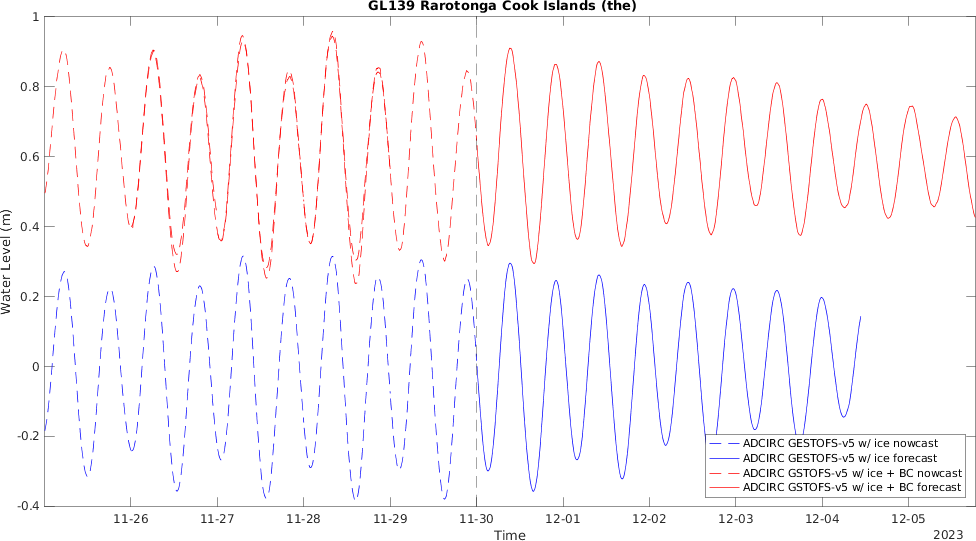 GL139 Rarotonga Cook Islands (the)
Water Level (m)
1
0.8
0.6
0.4
0.2
0
-0.2
-0.4
11-26
11-27
11-28
11-29
11-30
12-01
12-02
12-03
12-04
12-05
Time
2023
ADCIRC GESTOFS-v5 w/ ice nowcast
ADCIRC GESTOFS-v5 w/ ice forecast
ADCIRC GSTOFS-v5 w/ ice + BC nowcast
ADCIRC GSTOFS-v5 w/ ice + BC forecast